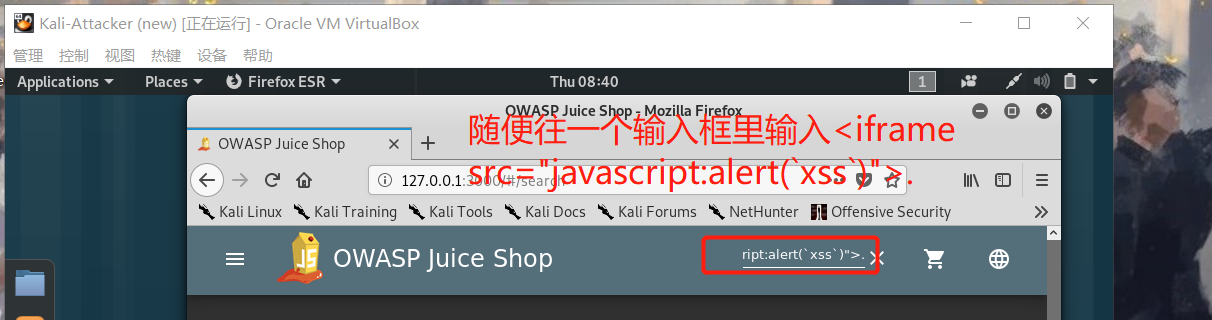 Kali-Attacker (new) [正在运行] - Oracle VM VirtualBox
管理 控制 视图 热键 设备 帮助
Applications Places Firefox ESR Thu 08:40 1
OWASP Juice Shop - Mozilla Firefox
随便往一个输入框里输入<iframe
src="javascript:alert(`xss`)">.
OWASP Juice Shop
127.0.0.1:3000/#/search
Kali Linux Kali Training Kali Tools Kali Docs Kali Forums NetHunter Offensive Security
JS
OWASP Juice Shop
ript:alert(`xss`)">.